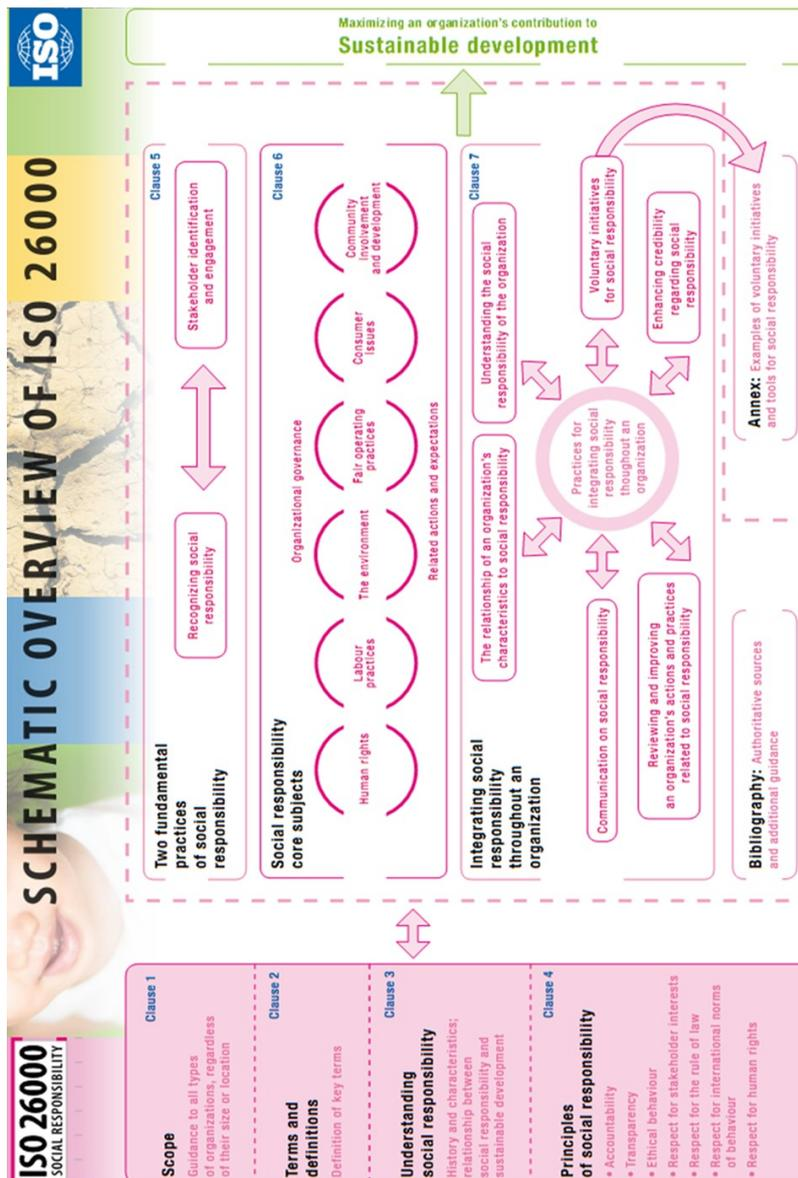 ISO 26000
SOCIAL RESPONSIBILITY
SCHEMATIC OVERVIEW OF ISO 26000
ISO
Scope
Clause 1
Guidance to all types
of organizations, regardless
of their size or location
Terms and
definitions
Clause 2
Definition of key terms
Understanding
social responsibility
Clause 3
History and characteristics;
relationship between
social responsibility and
sustainable development
Principles
of social responsibility
Clause 4
• Accountability
• Transparency
• Ethical behaviour
• Respect for stakeholder interests
• Respect for the rule of law
• Respect for international norms
of behaviour
• Respect for human rights
Two fundamental
practices
of social
responsibility
Clause 5
Recognizing social
responsibility
Stakeholder identification
and engagement
Social responsibility
core subjects
Clause 6
Organizational governance
Human rights
Labour
practices
The environment
Fair operating
practices
Consumer
issues
Community
involvement
and development
Related actions and expectations
Integrating social
responsibility
throughout an
organization
Clause 7
The relationship of an organization's
characteristics to social responsibility
Understanding the social
responsibility of the organization
Practices for
integrating social
responsibility
thoughout an
organization
Communication on social responsibility
Voluntary initiatives
for social responsibility
Reviewing and improving
an organization's actions and practices
related to social responsibility
Enhancing credibility
regarding social
responsibility
Bibliography: Authoritative sources
and additional guidance
Annex: Examples of voluntary initiatives
and tools for social responsibility
Maximizing an organization's contribution to
Sustainable development